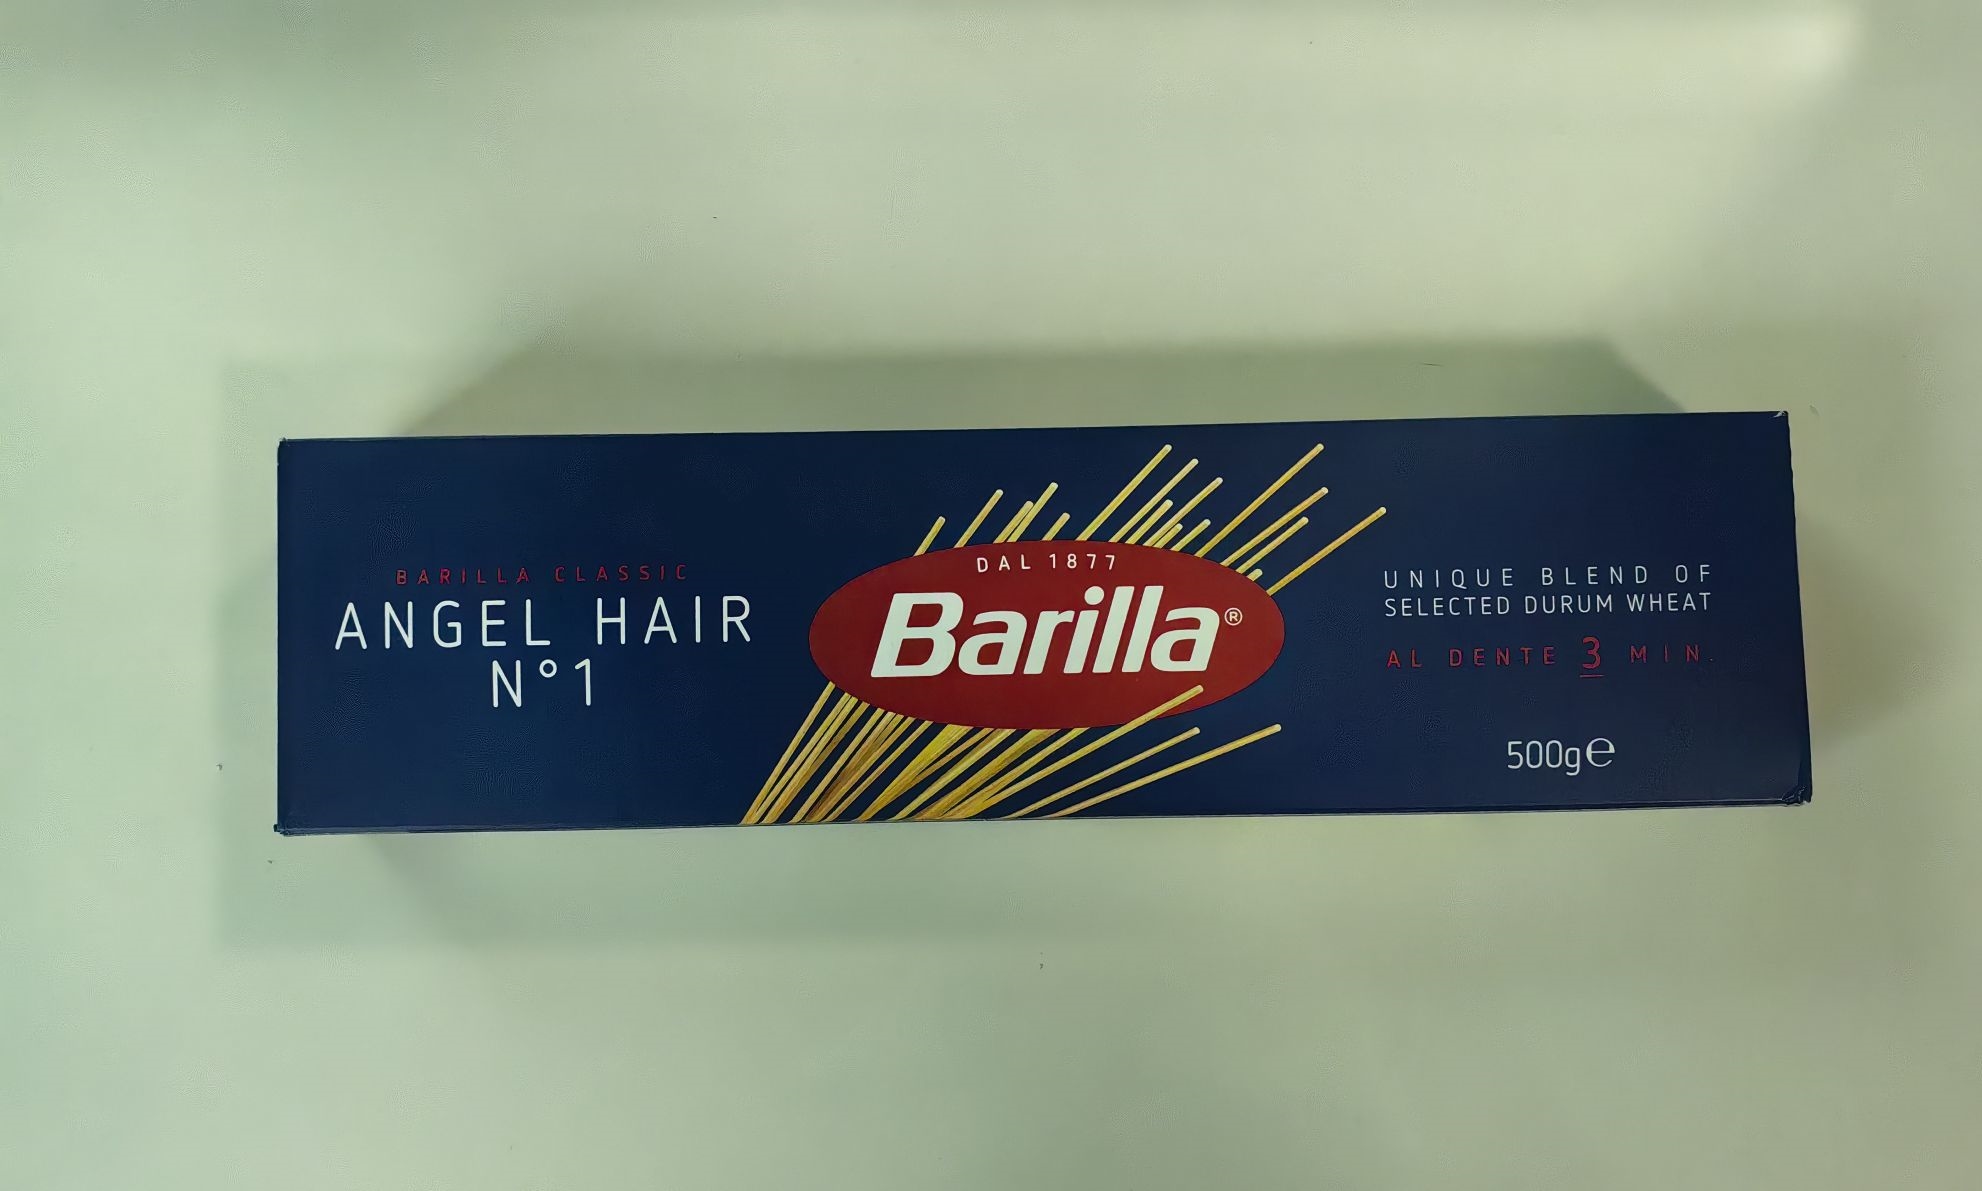 BARILLA CLASSIC
ANGEL HAIR
N°1
DAL 1877
Barilla®
UNIQUE BLEND OF
SELECTED DURUM WHEAT
AL DENTE 3 MIN.
500g℮